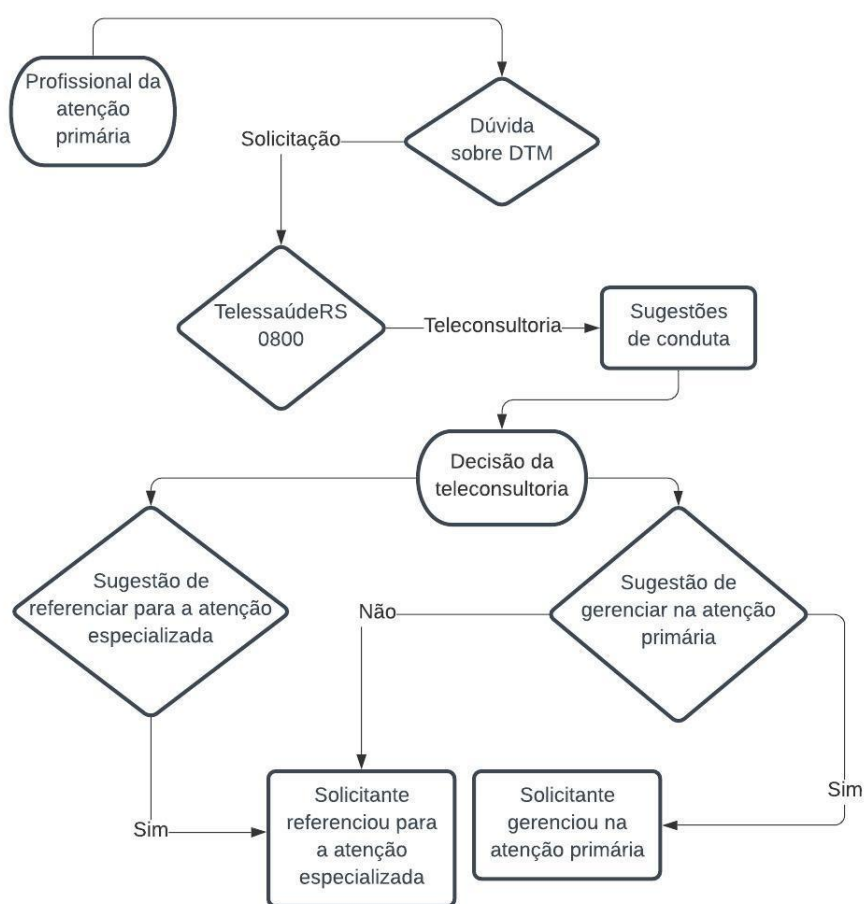 Profissional da
atenção
primária
Dúvida
sobre DTM
Solicitação
TelessaúdeRS
0800
Teleconsultoria
Sugestões
de conduta
Decisão da
teleconsultoria
Sugestão de
referenciar para a atenção
especializada
Sugestão de
gerenciar na atenção
primária
Não
Sim
Sim
Solicitante
referenciou para
a atenção
especializada
Solicitante
gerenciou na
atenção primária